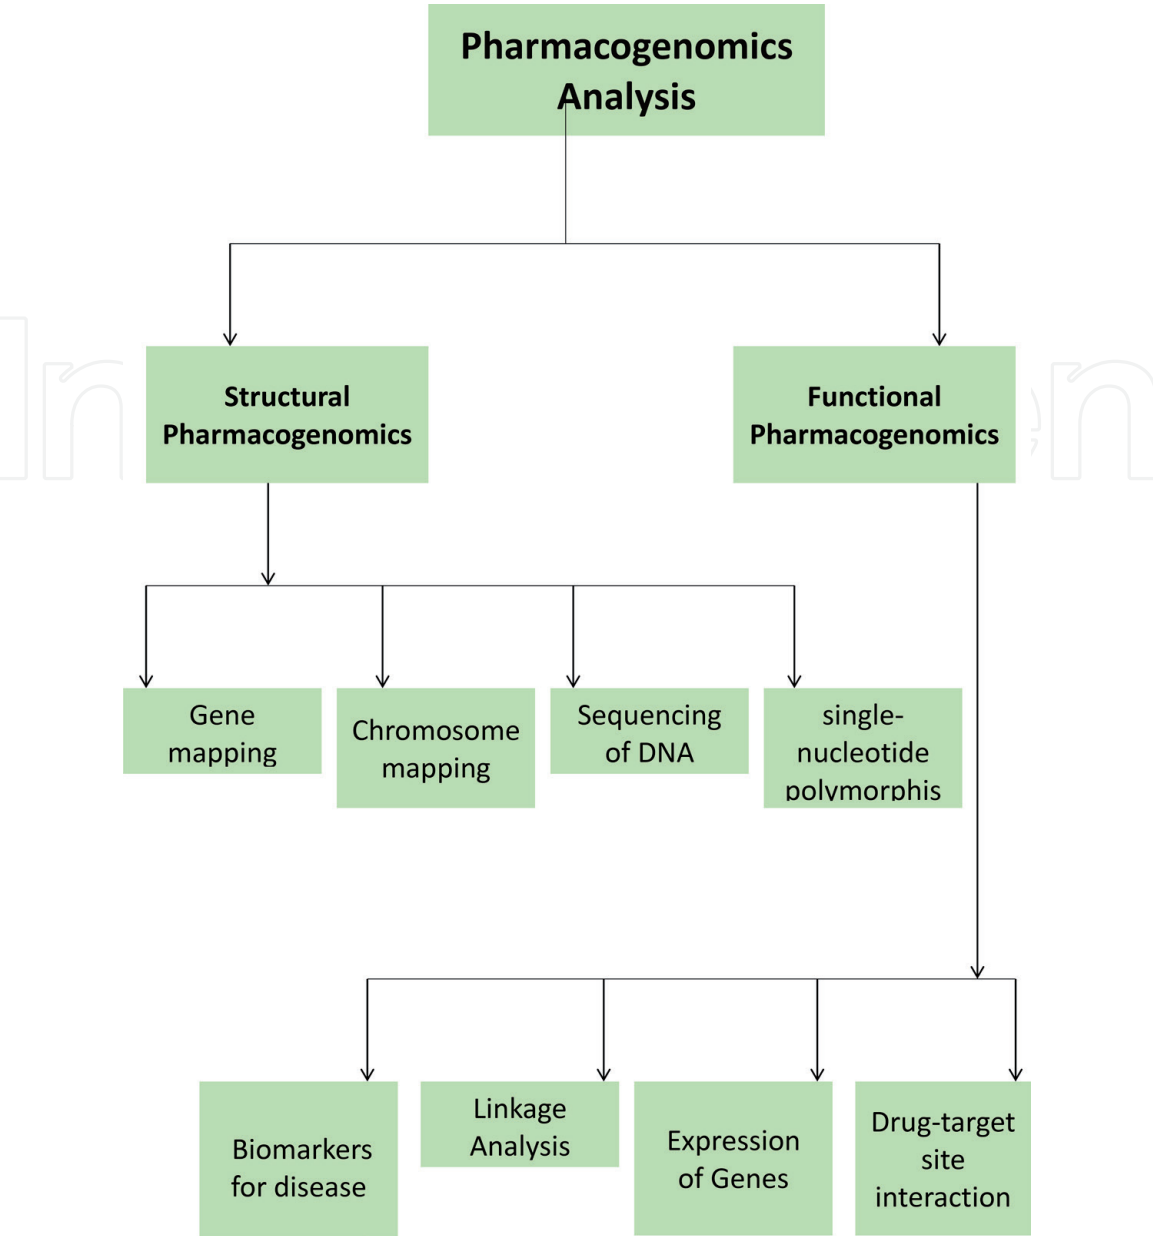 Pharmacogenomics
Analysis
Structural
Pharmacogenomics
Functional
Pharmacogenomics
Gene
mapping
Chromosome
mapping
Sequencing
of DNA
single-
nucleotide
polymorphis
Biomarkers
for disease
Linkage
Analysis
Expression
of Genes
Drug-target
site
interaction